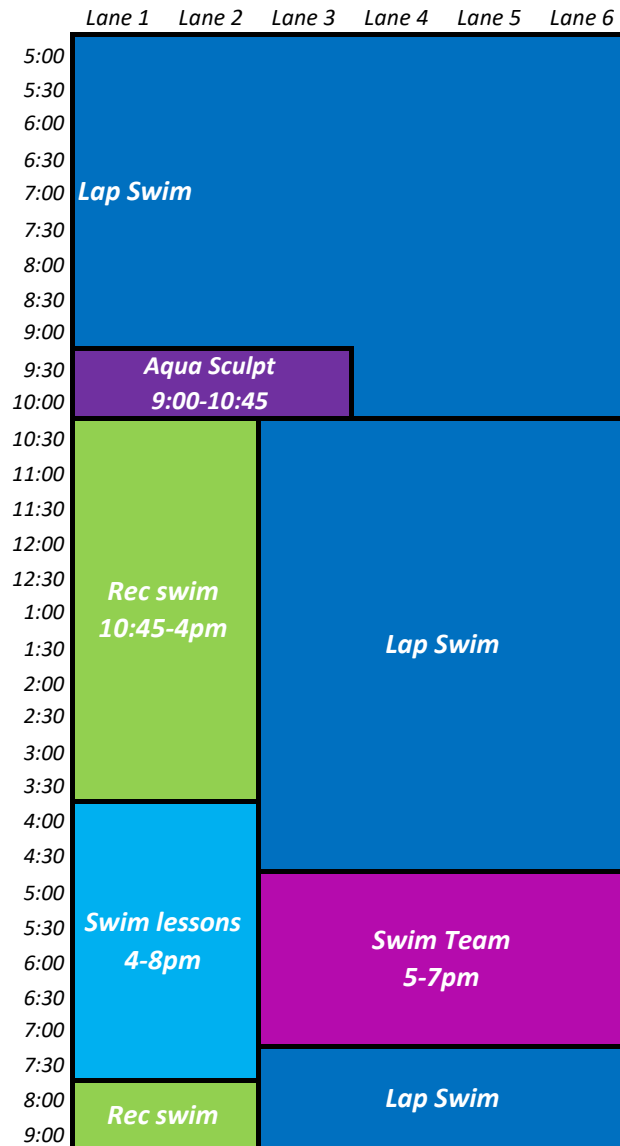 Lane 1 Lane 2 Lane 3 Lane 4 Lane 5 Lane 6
5:00
5:30
6:00
6:30
7:00
Lap Swim
7:30
8:00
8:30
9:00
9:30
Aqua Sculpt
10:00
9:00-10:45
10:30
11:00
11:30
12:00
12:30
Rec swim
1:00
10:45-4pm
1:30
Lap Swim
2:00
2:30
3:00
3:30
4:00
4:30
5:00
5:30
Swim lessons
4-8pm
Swim Team
5-7pm
6:00
6:30
7:00
7:30
8:00
Rec swim
Lap Swim
9:00